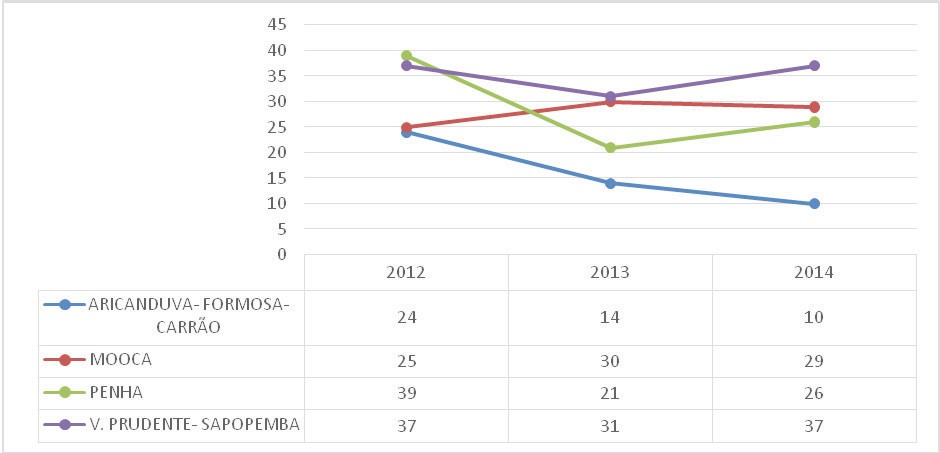 45
40
35
30
25
20
15
10
5
0
2012 2013 2014
ARICANDUVA- FORMOSA-
CARRÃO 24 14 10
MOOCA 25 30 29
PENHA 39 21 26
V. PRUDENTE- SAPOPEMBA 37 31 37